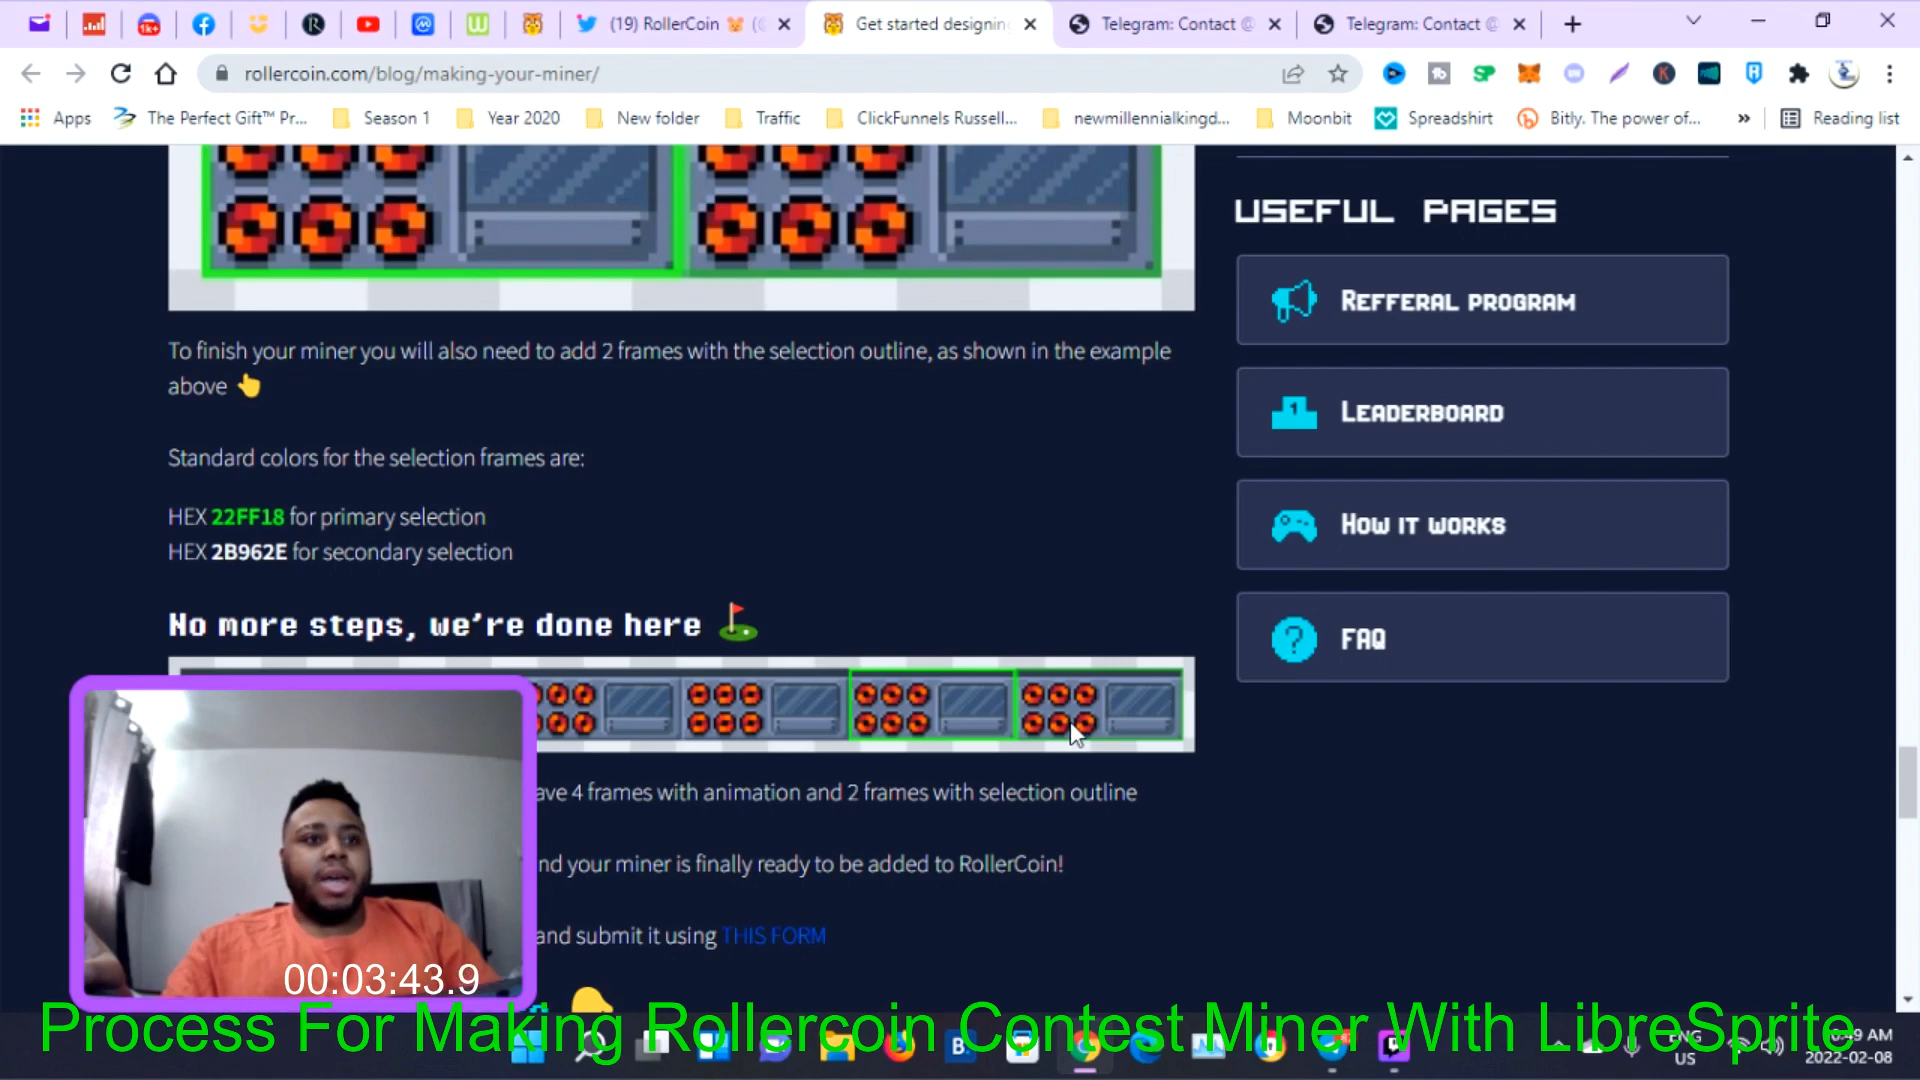 (19) RollerCoin
Get started designin
Telegram: Contact @
Telegram: Contact @
rollercoin.com/blog/making-your-miner/
Apps
The Perfect Gift™ Pr...
Season 1
Year 2020
New folder
Traffic
ClickFunnels Russell...
newmillennialkingd...
Moonbit
Spreadshirt
Bitly. The power of...
»
Reading list
To finish your miner you will also need to add 2 frames with the selection outline, as shown in the example
above 👆
Standard colors for the selection frames are:
HEX 22FF18 for primary selection
HEX 2B962E for secondary selection
No more steps, we're done here ⛳
ave 4 frames with animation and 2 frames with selection outline
nd your miner is finally ready to be added to RollerCoin!
and submit it using THIS FORM
USEFUL PAGES
Refferal program
Leaderboard
How it works
FAQ
00:03:43.9
Process For Making Rollercoin Contest Miner With LibreSprite
ENG
US
:49 AM
2022-02-08